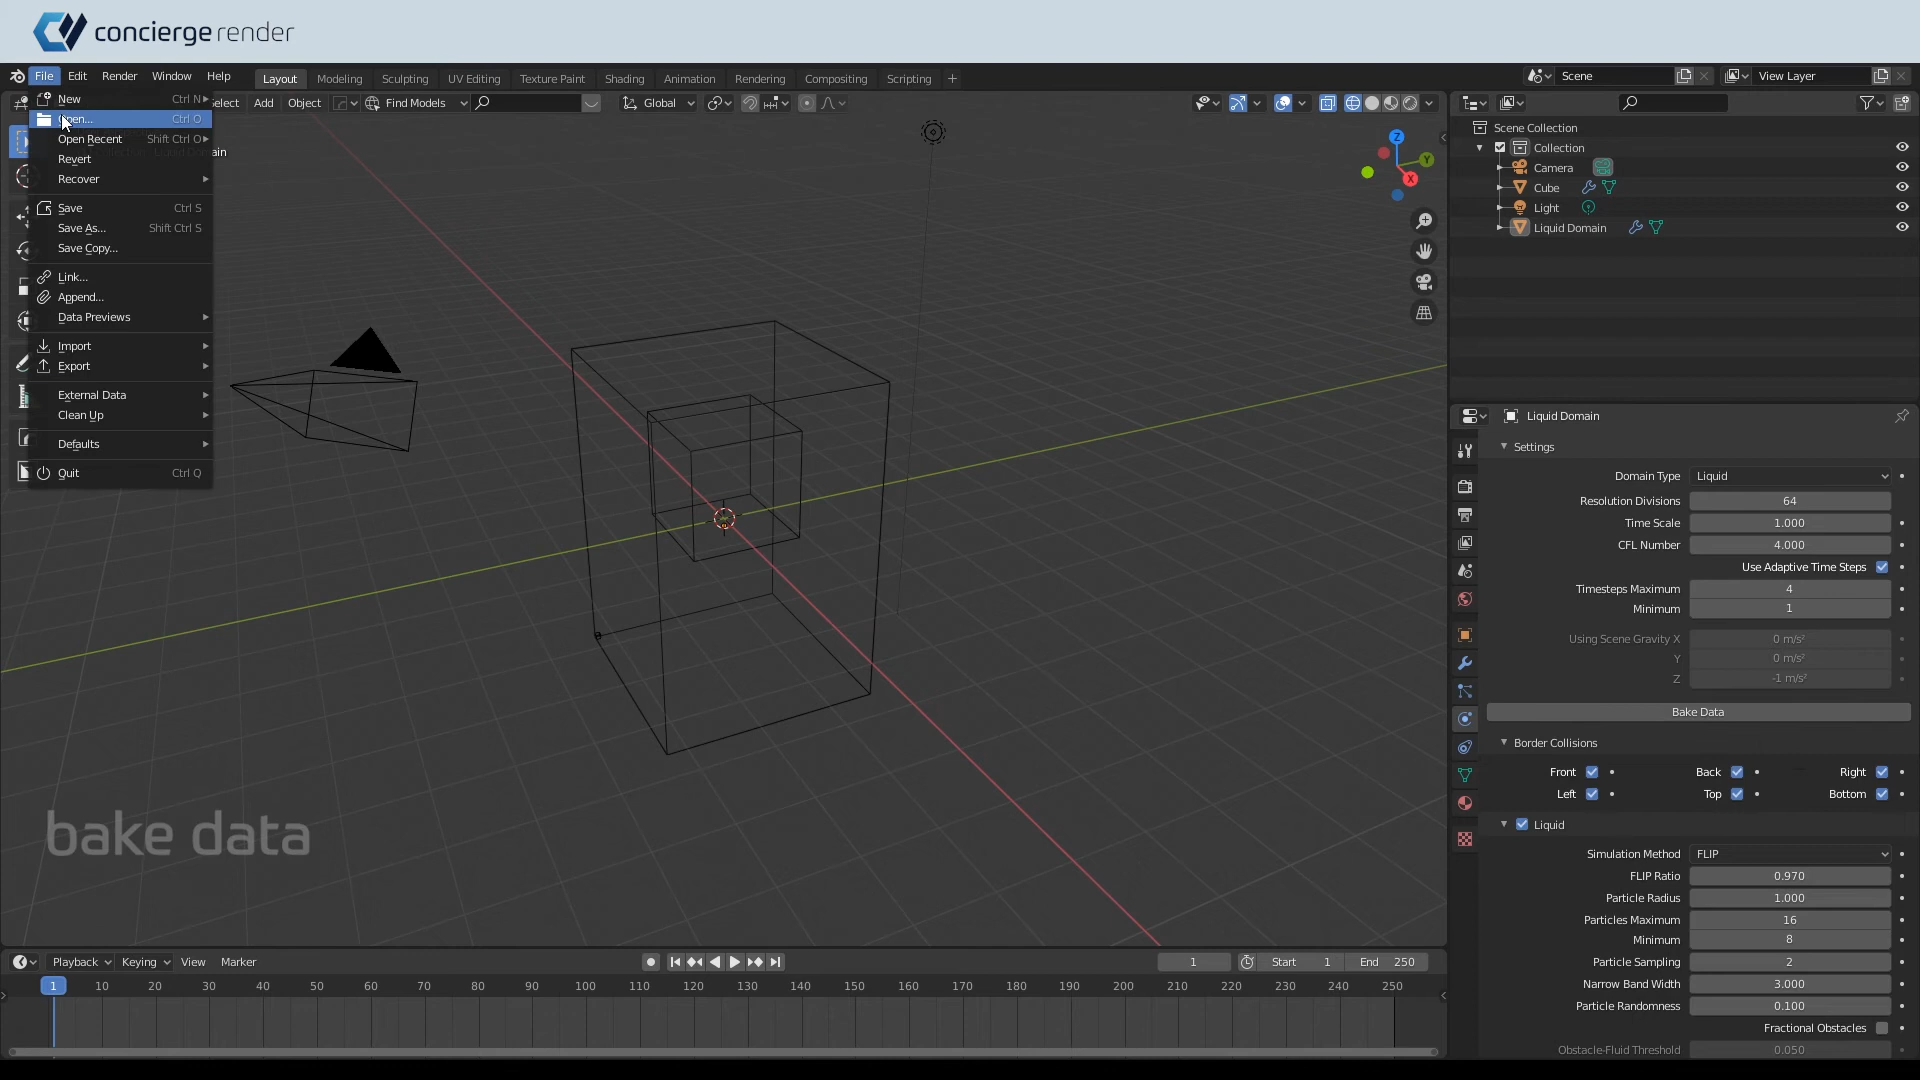 conciergerender
File Edit Render Window Help
Layout Modeling Sculpting UV Editing Texture Paint Shading Animation Rendering Compositing Scripting +
Scene
View Layer
New Ctrl N
Select Add Object
Find Models
Global
Open... Ctrl O
Open Recent Shift Ctrl O
Revert
Recover
Save Ctrl S
Save As... Shift Ctrl S
Save Copy...
Link...
Append...
Data Previews
Import
Export
External Data
Clean Up
Defaults
Quit Ctrl Q
Liquid Domain
Z
Y
X
Scene Collection
Collection
Camera
Cube
Light
Liquid Domain
Liquid Domain
Settings
Domain Type Liquid
Resolution Divisions 64
Time Scale 1.000
CFL Number 4.000
Use Adaptive Time Steps
Timesteps Maximum 4
Minimum 1
Using Scene Gravity X 0 m/s²
Y 0 m/s²
Z -1 m/s²
Bake Data
Border Collisions
Front Back Right
Left Top Bottom
Liquid
Simulation Method FLIP
FLIP Ratio 0.970
Particle Radius 1.000
Particles Maximum 16
Minimum 8
Particle Sampling 2
Narrow Band Width 3.000
Particle Randomness 0.100
Fractional Obstacles
Obstacle-Fluid Threshold 0.050
bake data
Playback Keying View Marker
1 Start 1 End 250
1 10 20 30 40 50 60 70 80 90 100 110 120 130 140 150 160 170 180 190 200 210 220 230 240 250